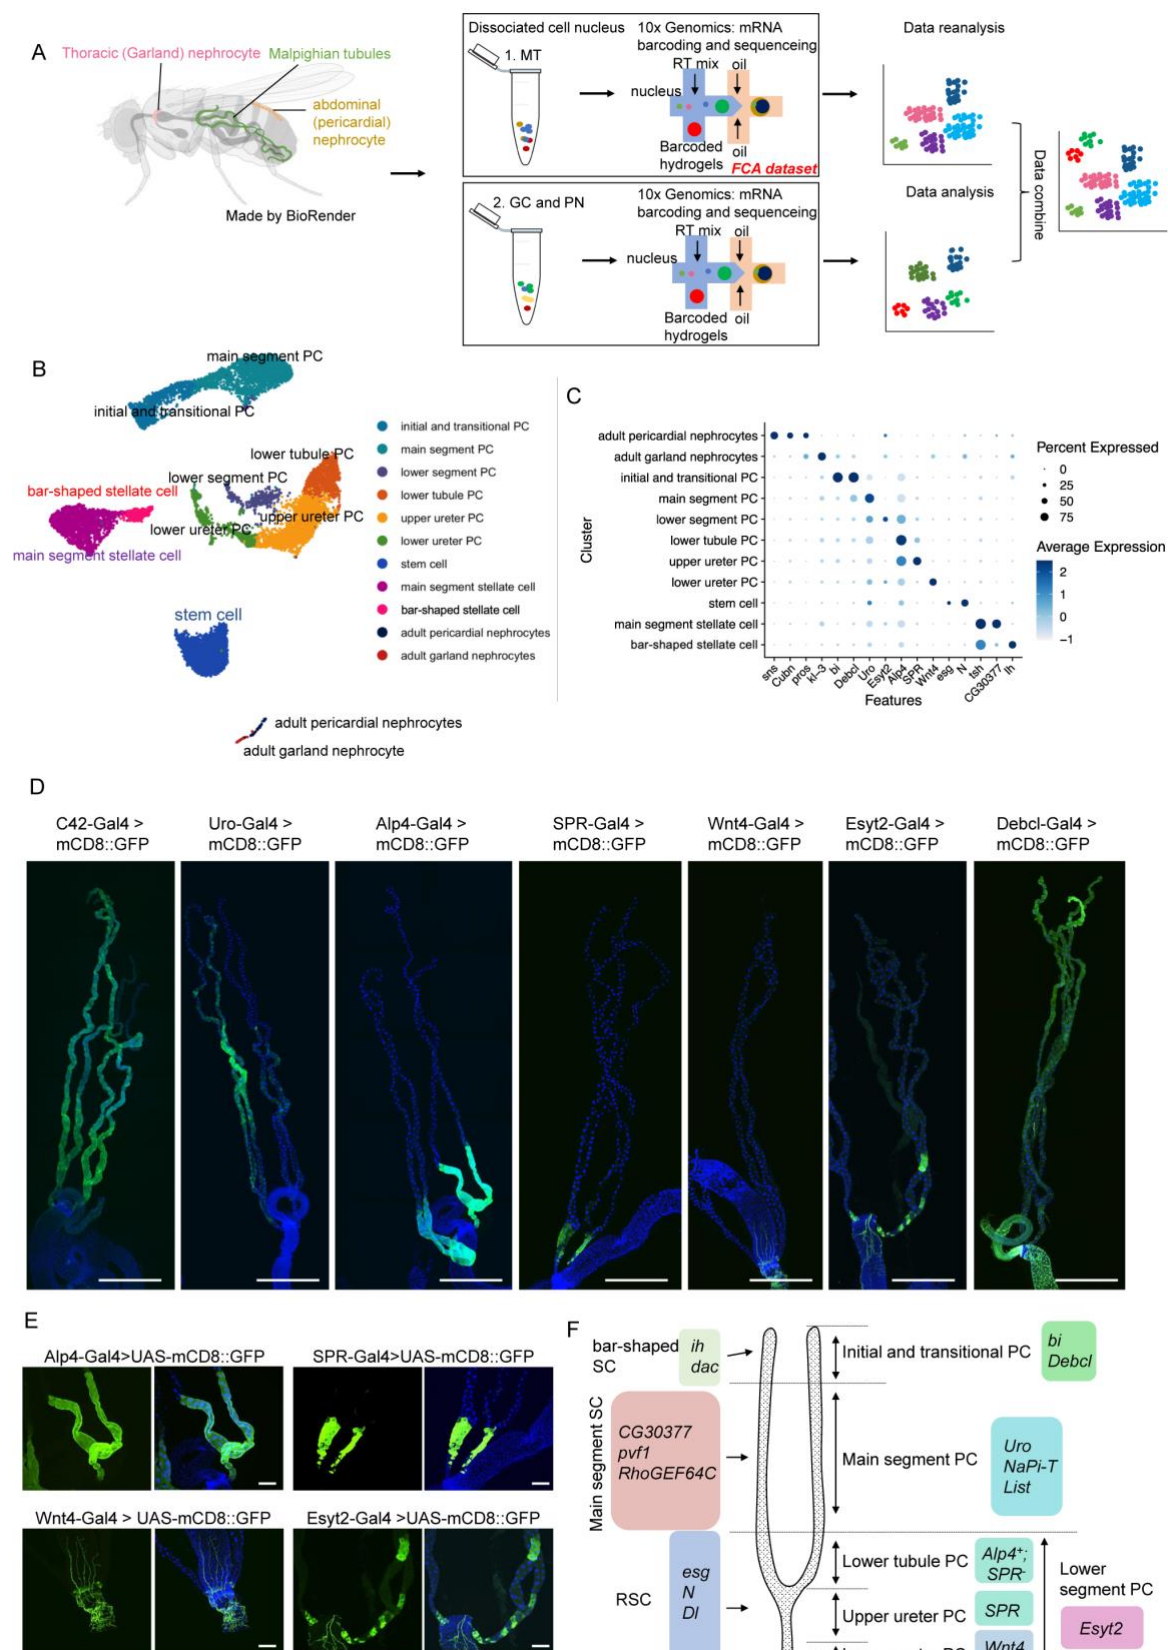 A
Thoracic (Garland) nephrocyte
Malpighian tubules
abdominal
(pericardial)
nephrocyte
Made by BioRender
Dissociated cell nucleus
1. MT
10x Genomics: mRNA
barcoding and sequenceing
RT mix
oil
nucleus
Barcoded
hydrogels
oil
FCA dataset
2. GC and PN
10x Genomics: mRNA
barcoding and sequenceing
RT mix
oil
nucleus
Barcoded
hydrogels
oil
Data reanalysis
Data analysis
Data combine
B
main segment PC
initial and transitional PC
lower tubule PC
lower segment PC
bar-shaped stellate cell
upper ureter PC
lower ureter PC
main segment stellate cell
stem cell
adult pericardial nephrocytes
adult garland nephrocyte
initial and transitional PC
main segment PC
lower segment PC
lower tubule PC
upper ureter PC
lower ureter PC
stem cell
main segment stellate cell
bar-shaped stellate cell
adult pericardial nephrocytes
adult garland nephrocytes
C
Cluster
adult pericardial nephrocytes
adult garland nephrocytes
initial and transitional PC
main segment PC
lower segment PC
lower tubule PC
upper ureter PC
lower ureter PC
stem cell
main segment stellate cell
bar-shaped stellate cell
sns
Cubn
pros
kl-3
bi
Debcl
Uro
Esyt2
Alp4
SPR
Wnt4
esg
N
tsh
CG30377
Ih
Features
Percent Expressed
0
25
50
75
Average Expression
2
1
0
−1
D
C42-Gal4 >
mCD8::GFP
Uro-Gal4 >
mCD8::GFP
Alp4-Gal4 >
mCD8::GFP
SPR-Gal4 >
mCD8::GFP
Wnt4-Gal4 >
mCD8::GFP
Esyt2-Gal4 >
mCD8::GFP
Debcl-Gal4 >
mCD8::GFP
E
Alp4-Gal4>UAS-mCD8::GFP
SPR-Gal4>UAS-mCD8::GFP
Wnt4-Gal4 > UAS-mCD8::GFP
Esyt2-Gal4 >UAS-mCD8::GFP
F
bar-shaped
SC
ih
dac
Main segment SC
CG30377
pvf1
RhoGEF64C
RSC
esg
N
Dl
Initial and transitional PC
bi
Debcl
Main segment PC
Uro
NaPi-T
List
Lower tubule PC
Alp4⁺;
SPR⁻
Upper ureter PC
SPR
Wnt4
Lower
segment PC
Esyt2